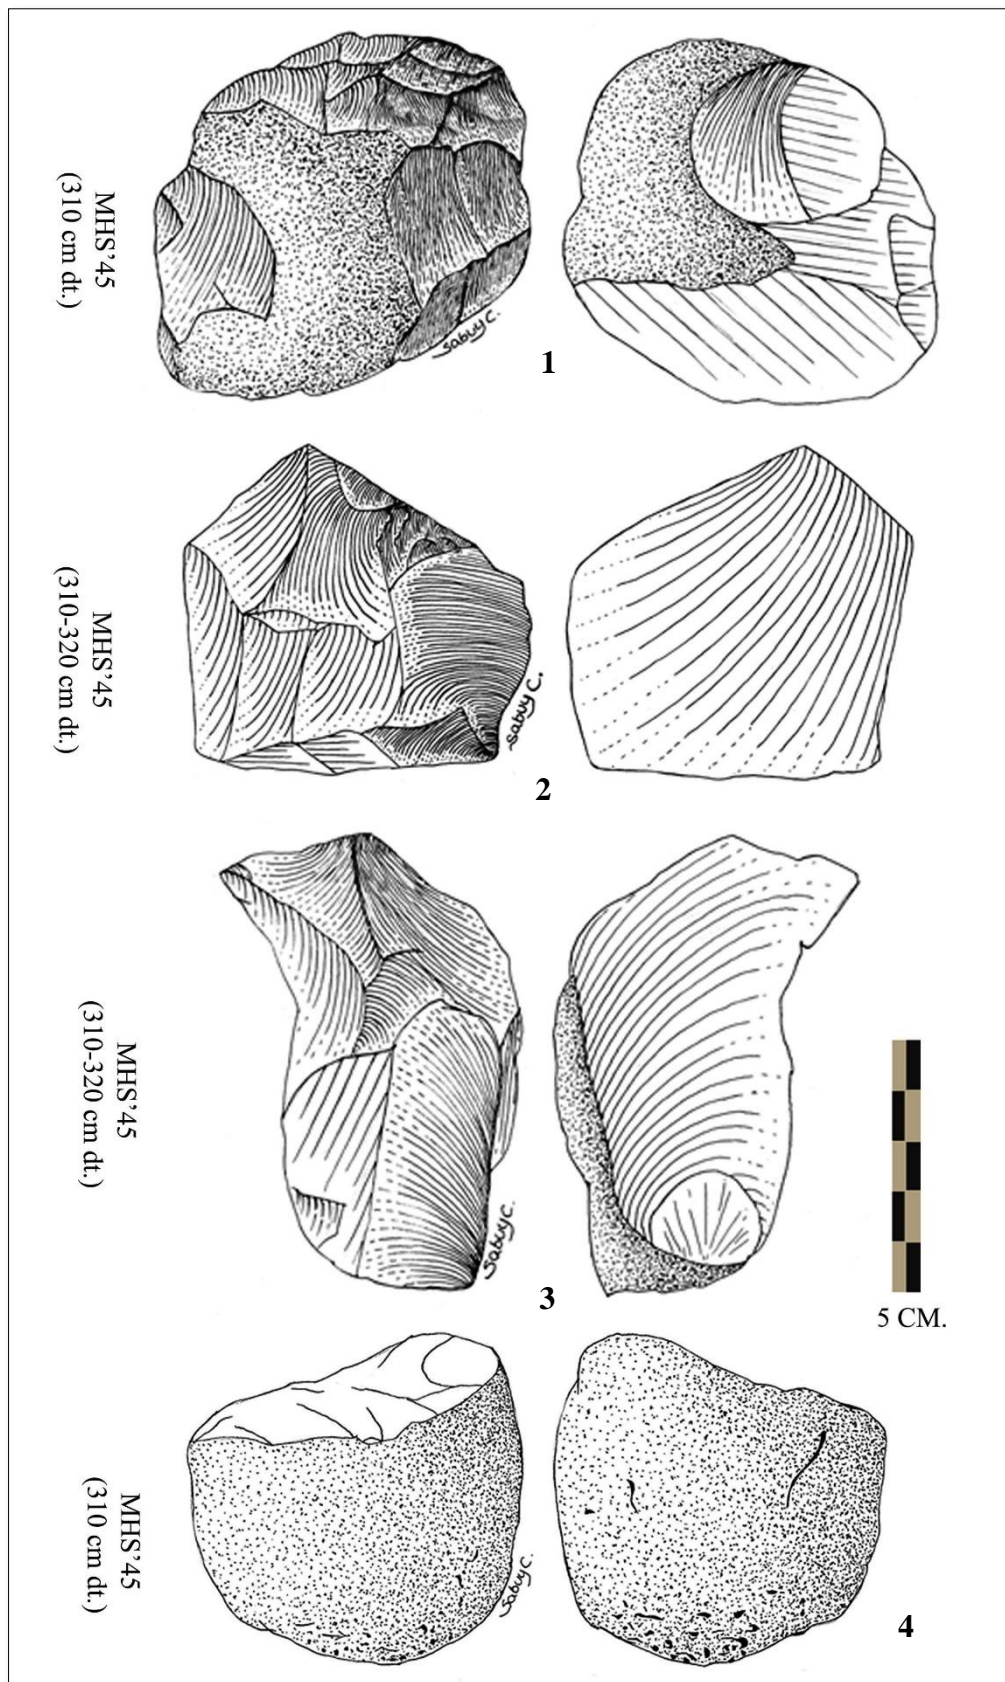 MHS’45
(310 cm dt.)
Sabuy C.
1
MHS’45
(310-320 cm dt.)
Sabuy C.
2
MHS’45
(310-320 cm dt.)
Sabuy C.
3
5 CM.
MHS’45
(310 cm dt.)
Sabuy C.
4